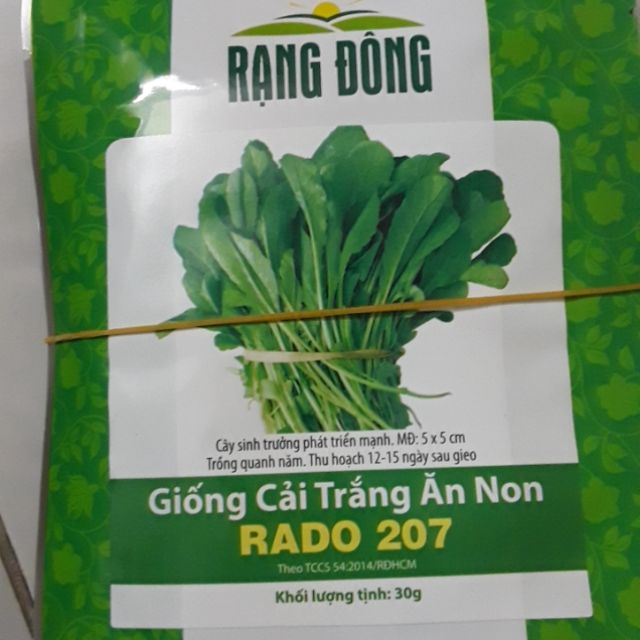 RẠNG ĐÔNG
Cây sinh trưởng phát triển mạnh. MĐ: 5 x 5 cm
Trồng quanh năm. Thu hoạch 12-15 ngày sau gieo
Giống Cải Trắng Ăn Non
RADO 207
Theo TCCS 54:2014/RĐHCM
Khối lượng tịnh: 30g